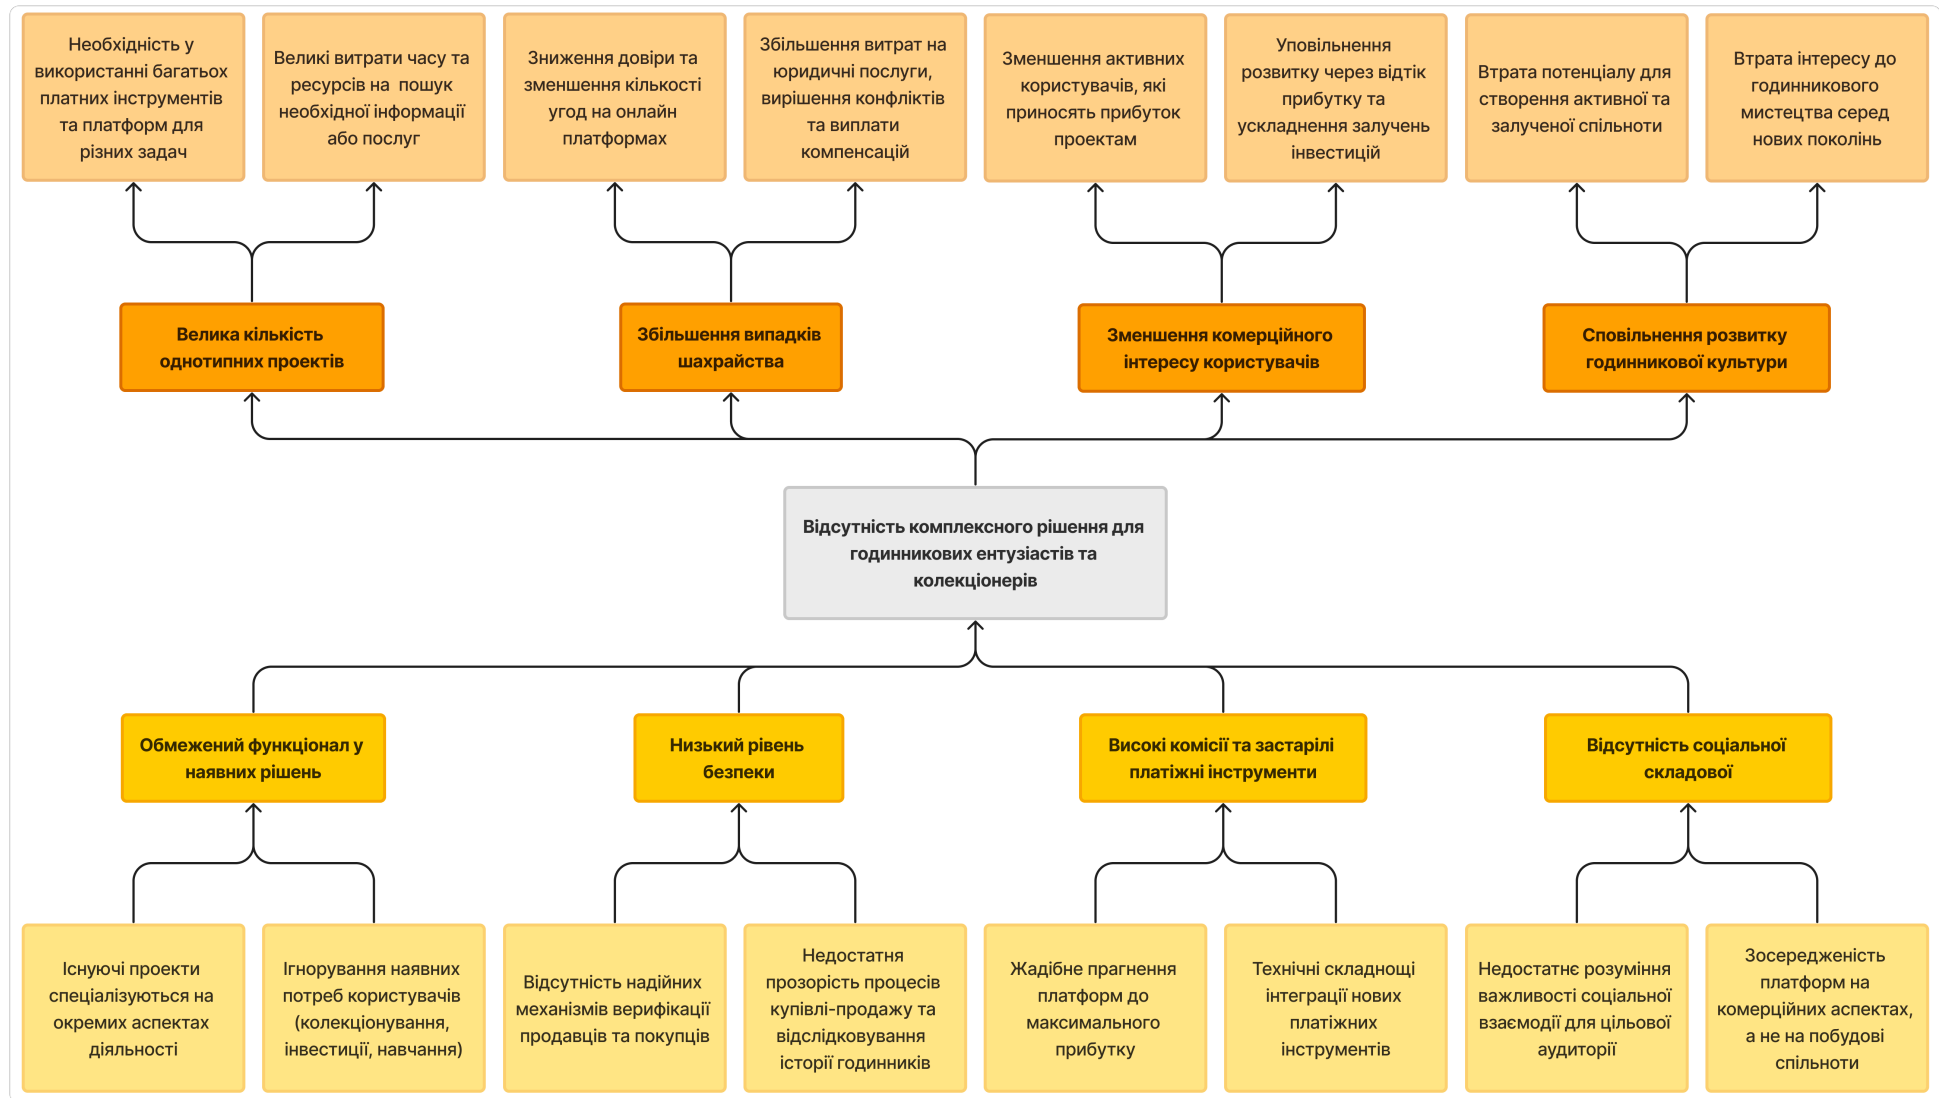 Необхідність у
використанні багатьох
платних інструментів
та платформ для
різних задач
Великі витрати часу та
ресурсів на пошук
необхідної інформації
або послуг
Зниження довіри та
зменшення кількості
угод на онлайн
платформах
Збільшення витрат на
юридичні послуги,
вирішення конфліктів
та виплати
компенсацій
Зменшення активних
користувачів, які
приносять прибуток
проектам
Уповільнення
розвитку через відтік
прибутку та
ускладнення залучень
інвестицій
Втрата потенціалу для
створення активної та
залученої спільноти
Втрата інтересу до
годинникового
мистецтва серед
нових поколінь
Велика кількість
однотипних проектів
Збільшення випадків
шахрайства
Зменшення комерційного
інтересу користувачів
Сповільнення розвитку
годинникової культури
Відсутність комплексного рішення для
годинникових ентузіастів та
колекціонерів
Обмежений функціонал у
наявних рішень
Низький рівень
безпеки
Високі комісії та застарілі
платіжні інструменти
Відсутність соціальної
складової
Існуючі проекти
спеціалізуються на
окремих аспектах
діяльності
Ігнорування наявних
потреб користувачів
(колекціонування,
інвестиції, навчання)
Відсутність надійних
механізмів верифікації
продавців та покупців
Недостатня
прозорість процесів
купівлі-продажу та
відслідковування
історії годинників
Жадібне прагнення
платформ до
максимального
прибутку
Технічні складнощі
інтеграції нових
платіжних
інструментів
Недостатнє розуміння
важливості соціальної
взаємодії для цільової
аудиторії
Зосередженість
платформ на
комерційних аспектах,
а не на побудові
спільноти